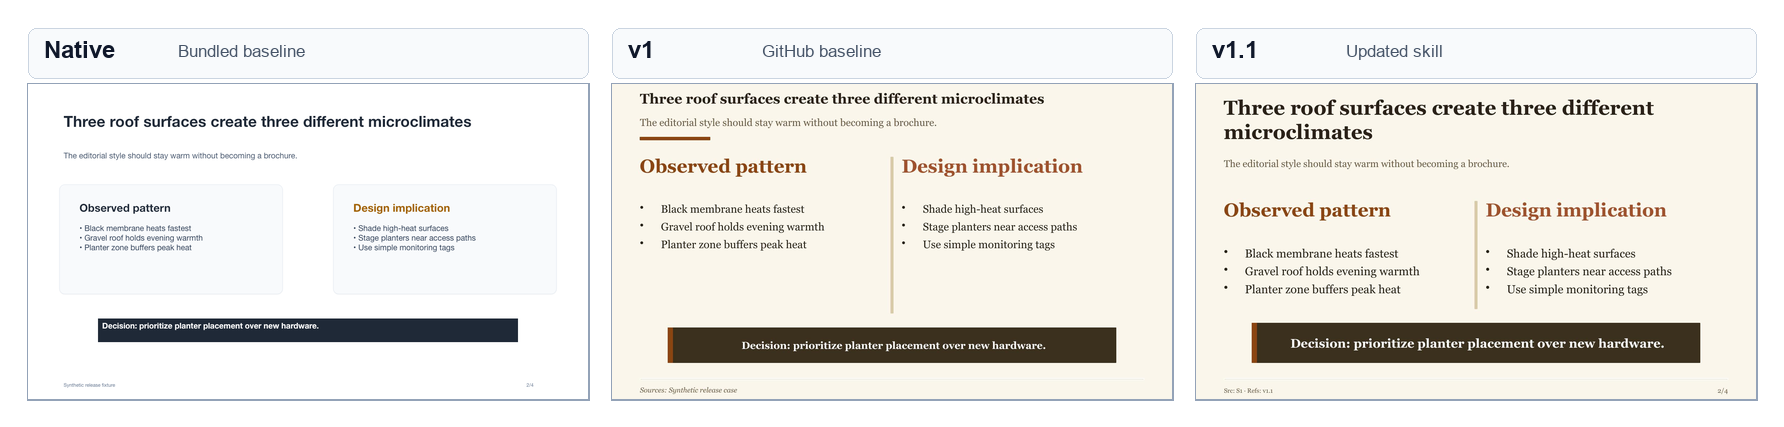 Native Bundled baseline
Three roof surfaces create three different microclimates
The editorial style should stay warm without becoming a brochure.
Observed pattern
• Black membrane heats fastest
• Gravel roof holds evening warmth
• Planter zone buffers peak heat
Design implication
• Shade high-heat surfaces
• Stage planters near access paths
• Use simple monitoring tags
Decision: prioritize planter placement over new hardware.
Synthetic release fixture 2/4
v1 GitHub baseline
Three roof surfaces create three different microclimates
The editorial style should stay warm without becoming a brochure.
Observed pattern
• Black membrane heats fastest
• Gravel roof holds evening warmth
• Planter zone buffers peak heat
Design implication
• Shade high-heat surfaces
• Stage planters near access paths
• Use simple monitoring tags
Decision: prioritize planter placement over new hardware.
Sources: Synthetic release case
v1.1 Updated skill
Three roof surfaces create three different
microclimates
The editorial style should stay warm without becoming a brochure.
Observed pattern
• Black membrane heats fastest
• Gravel roof holds evening warmth
• Planter zone buffers peak heat
Design implication
• Shade high-heat surfaces
• Stage planters near access paths
• Use simple monitoring tags
Decision: prioritize planter placement over new hardware.
Src: S1 · Refs: v1.1 2/4